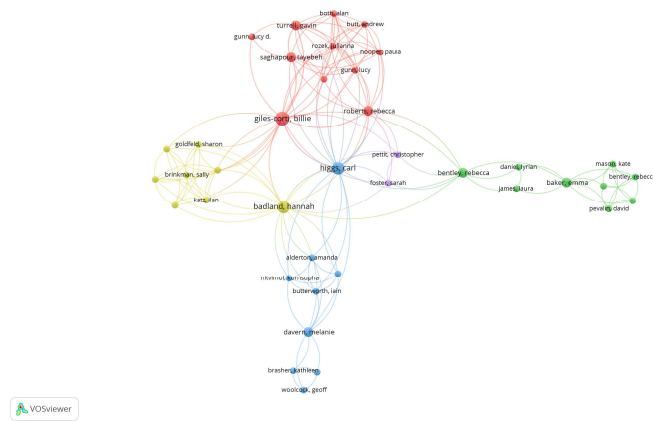 both, alan
turrell, gavin
butt, andrew
gunn, lucy d.
rozek, julianna
hooper, paula
saghapour, tayebeh
gunn, lucy
roberts, rebecca
giles-corti, billie
goldfeld, sharon
pettit, christopher
higgs, carl
brinkman, sally
foster, sarah
bentley, rebecca
daniel, lyrian
mason, kate
baker, emma
bentley, rebecc
james, laura
katz, ilan
badland, hannah
pevalin, david
alderton, amanda
butterworth, iain
davern, melanie
brasher, kathleen
woolcock, geoff
VOSviewer